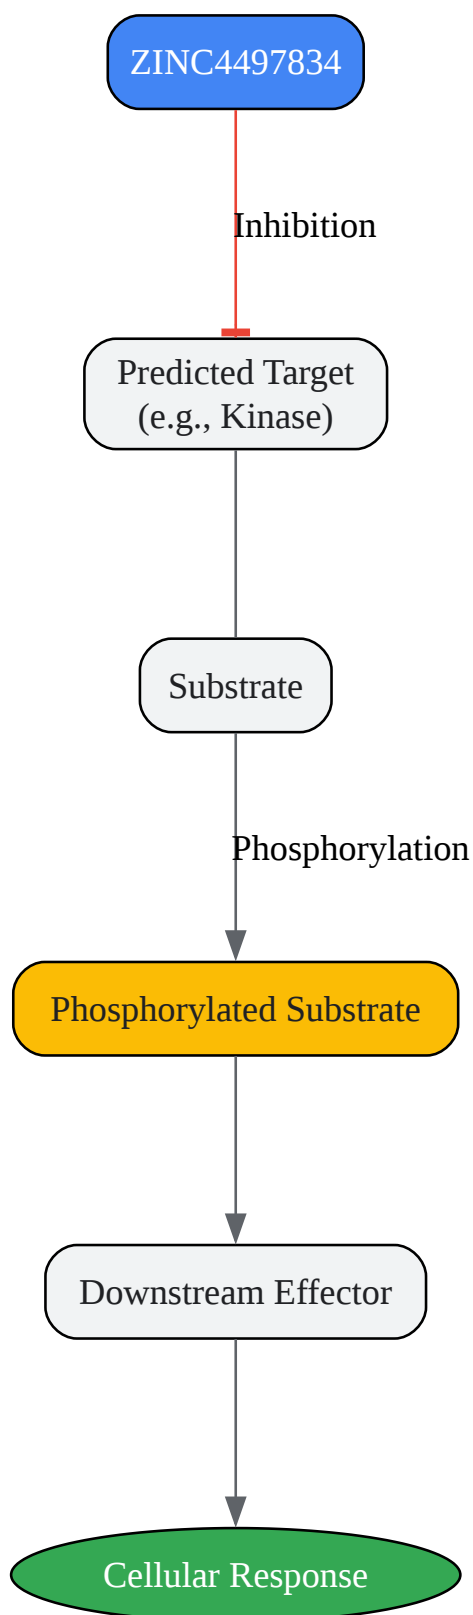 ZINC4497834
Inhibition
Predicted Target
(e.g., Kinase)
Substrate
Phosphorylation
Phosphorylated Substrate
Downstream Effector
Cellular Response